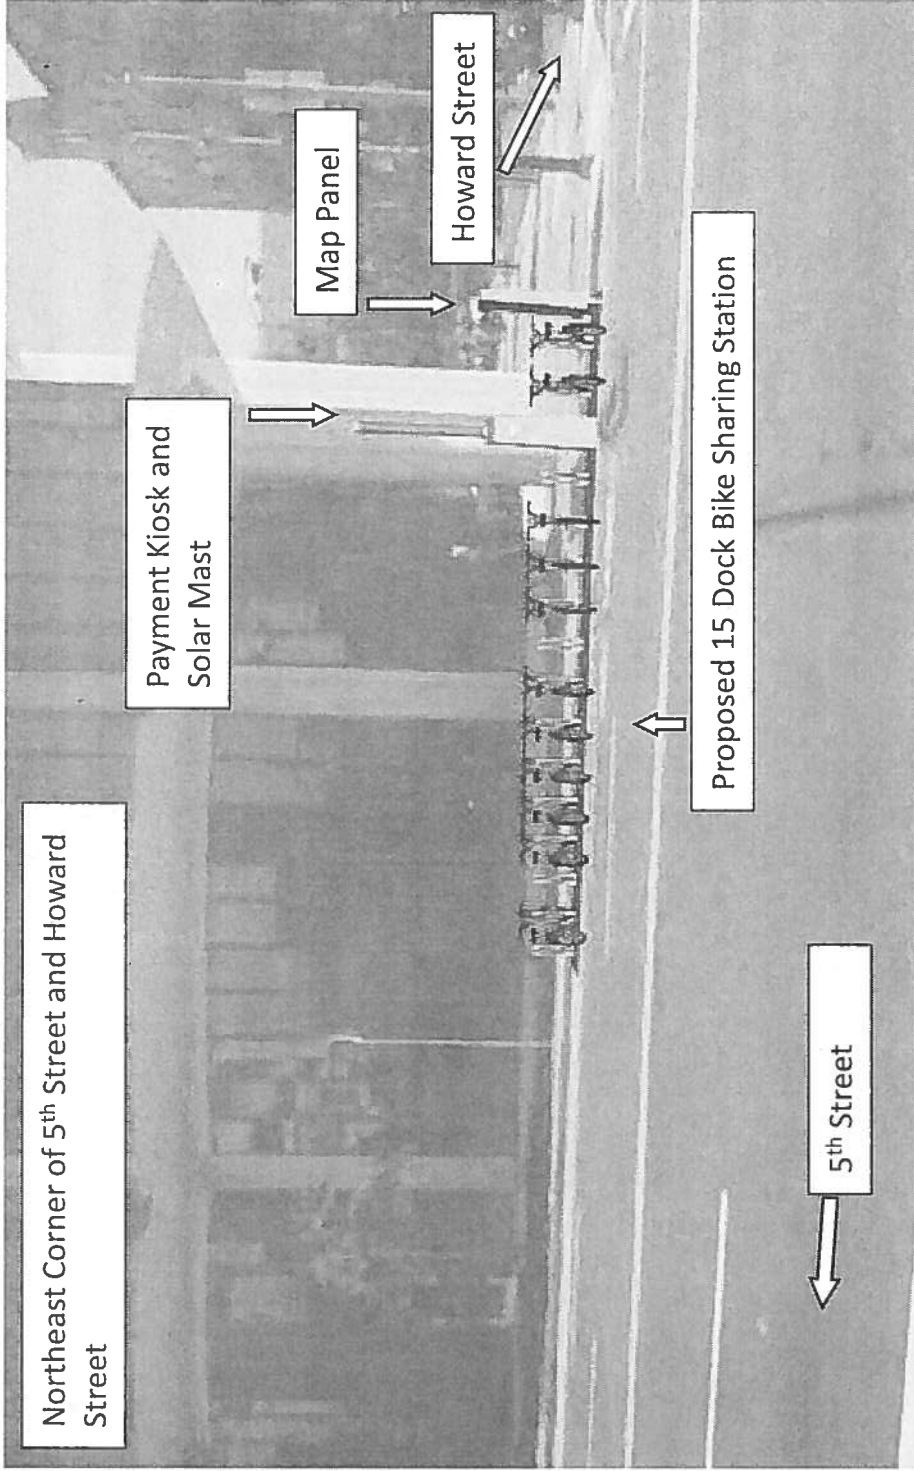 Northeast Corner of 5th Street and Howard
Street
Payment Kiosk and
Solar Mast
Map Panel
Howard Street
Proposed 15 Dock Bike Sharing Station
5th Street